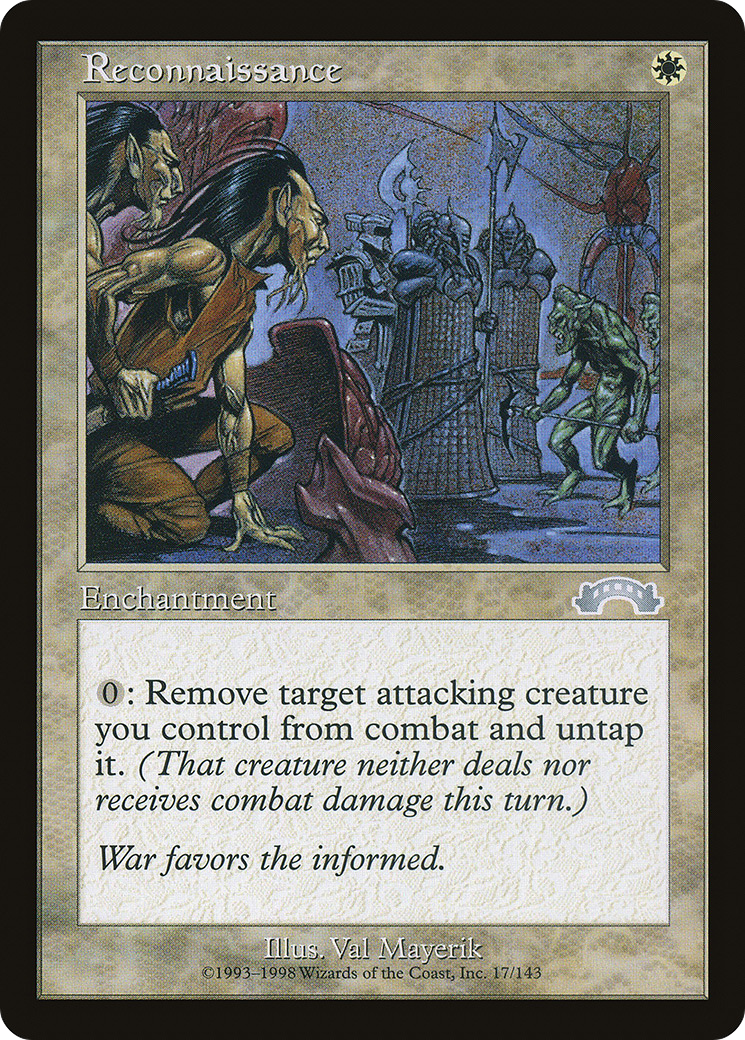 Reconnaissance
Enchantment
0: Remove target attacking creature
you control from combat and untap
it. (That creature neither deals nor
receives combat damage this turn.)
War favors the informed.
Illus. Val Mayerik
©1993–1998 Wizards of the Coast, Inc. 17/143